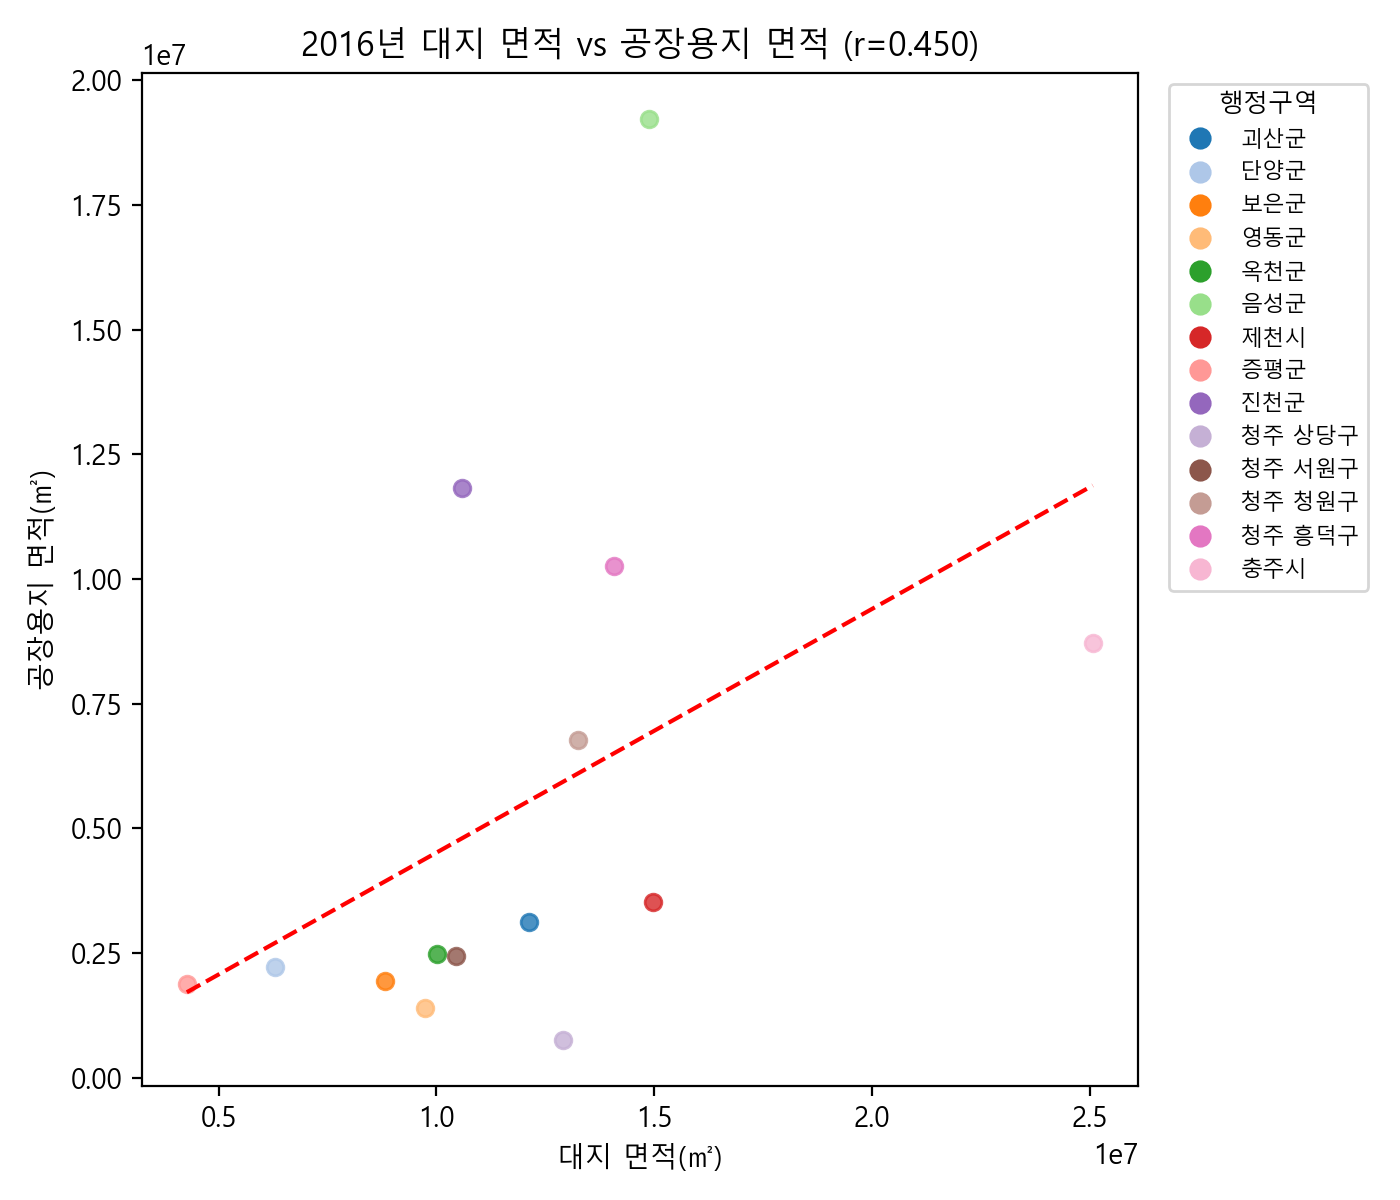 2016년 대지 면적 vs 공장용지 면적 (r=0.450)
1e7
2.00
1.75
1.50
1.25
1.00
0.75
0.50
0.25
0.00
공장용지 면적(㎡)
0.5
1.0
1.5
2.0
2.5
1e7
대지 면적(㎡)
행정구역
괴산군
단양군
보은군
영동군
옥천군
음성군
제천시
증평군
진천군
청주 상당구
청주 서원구
청주 청원구
청주 흥덕구
충주시